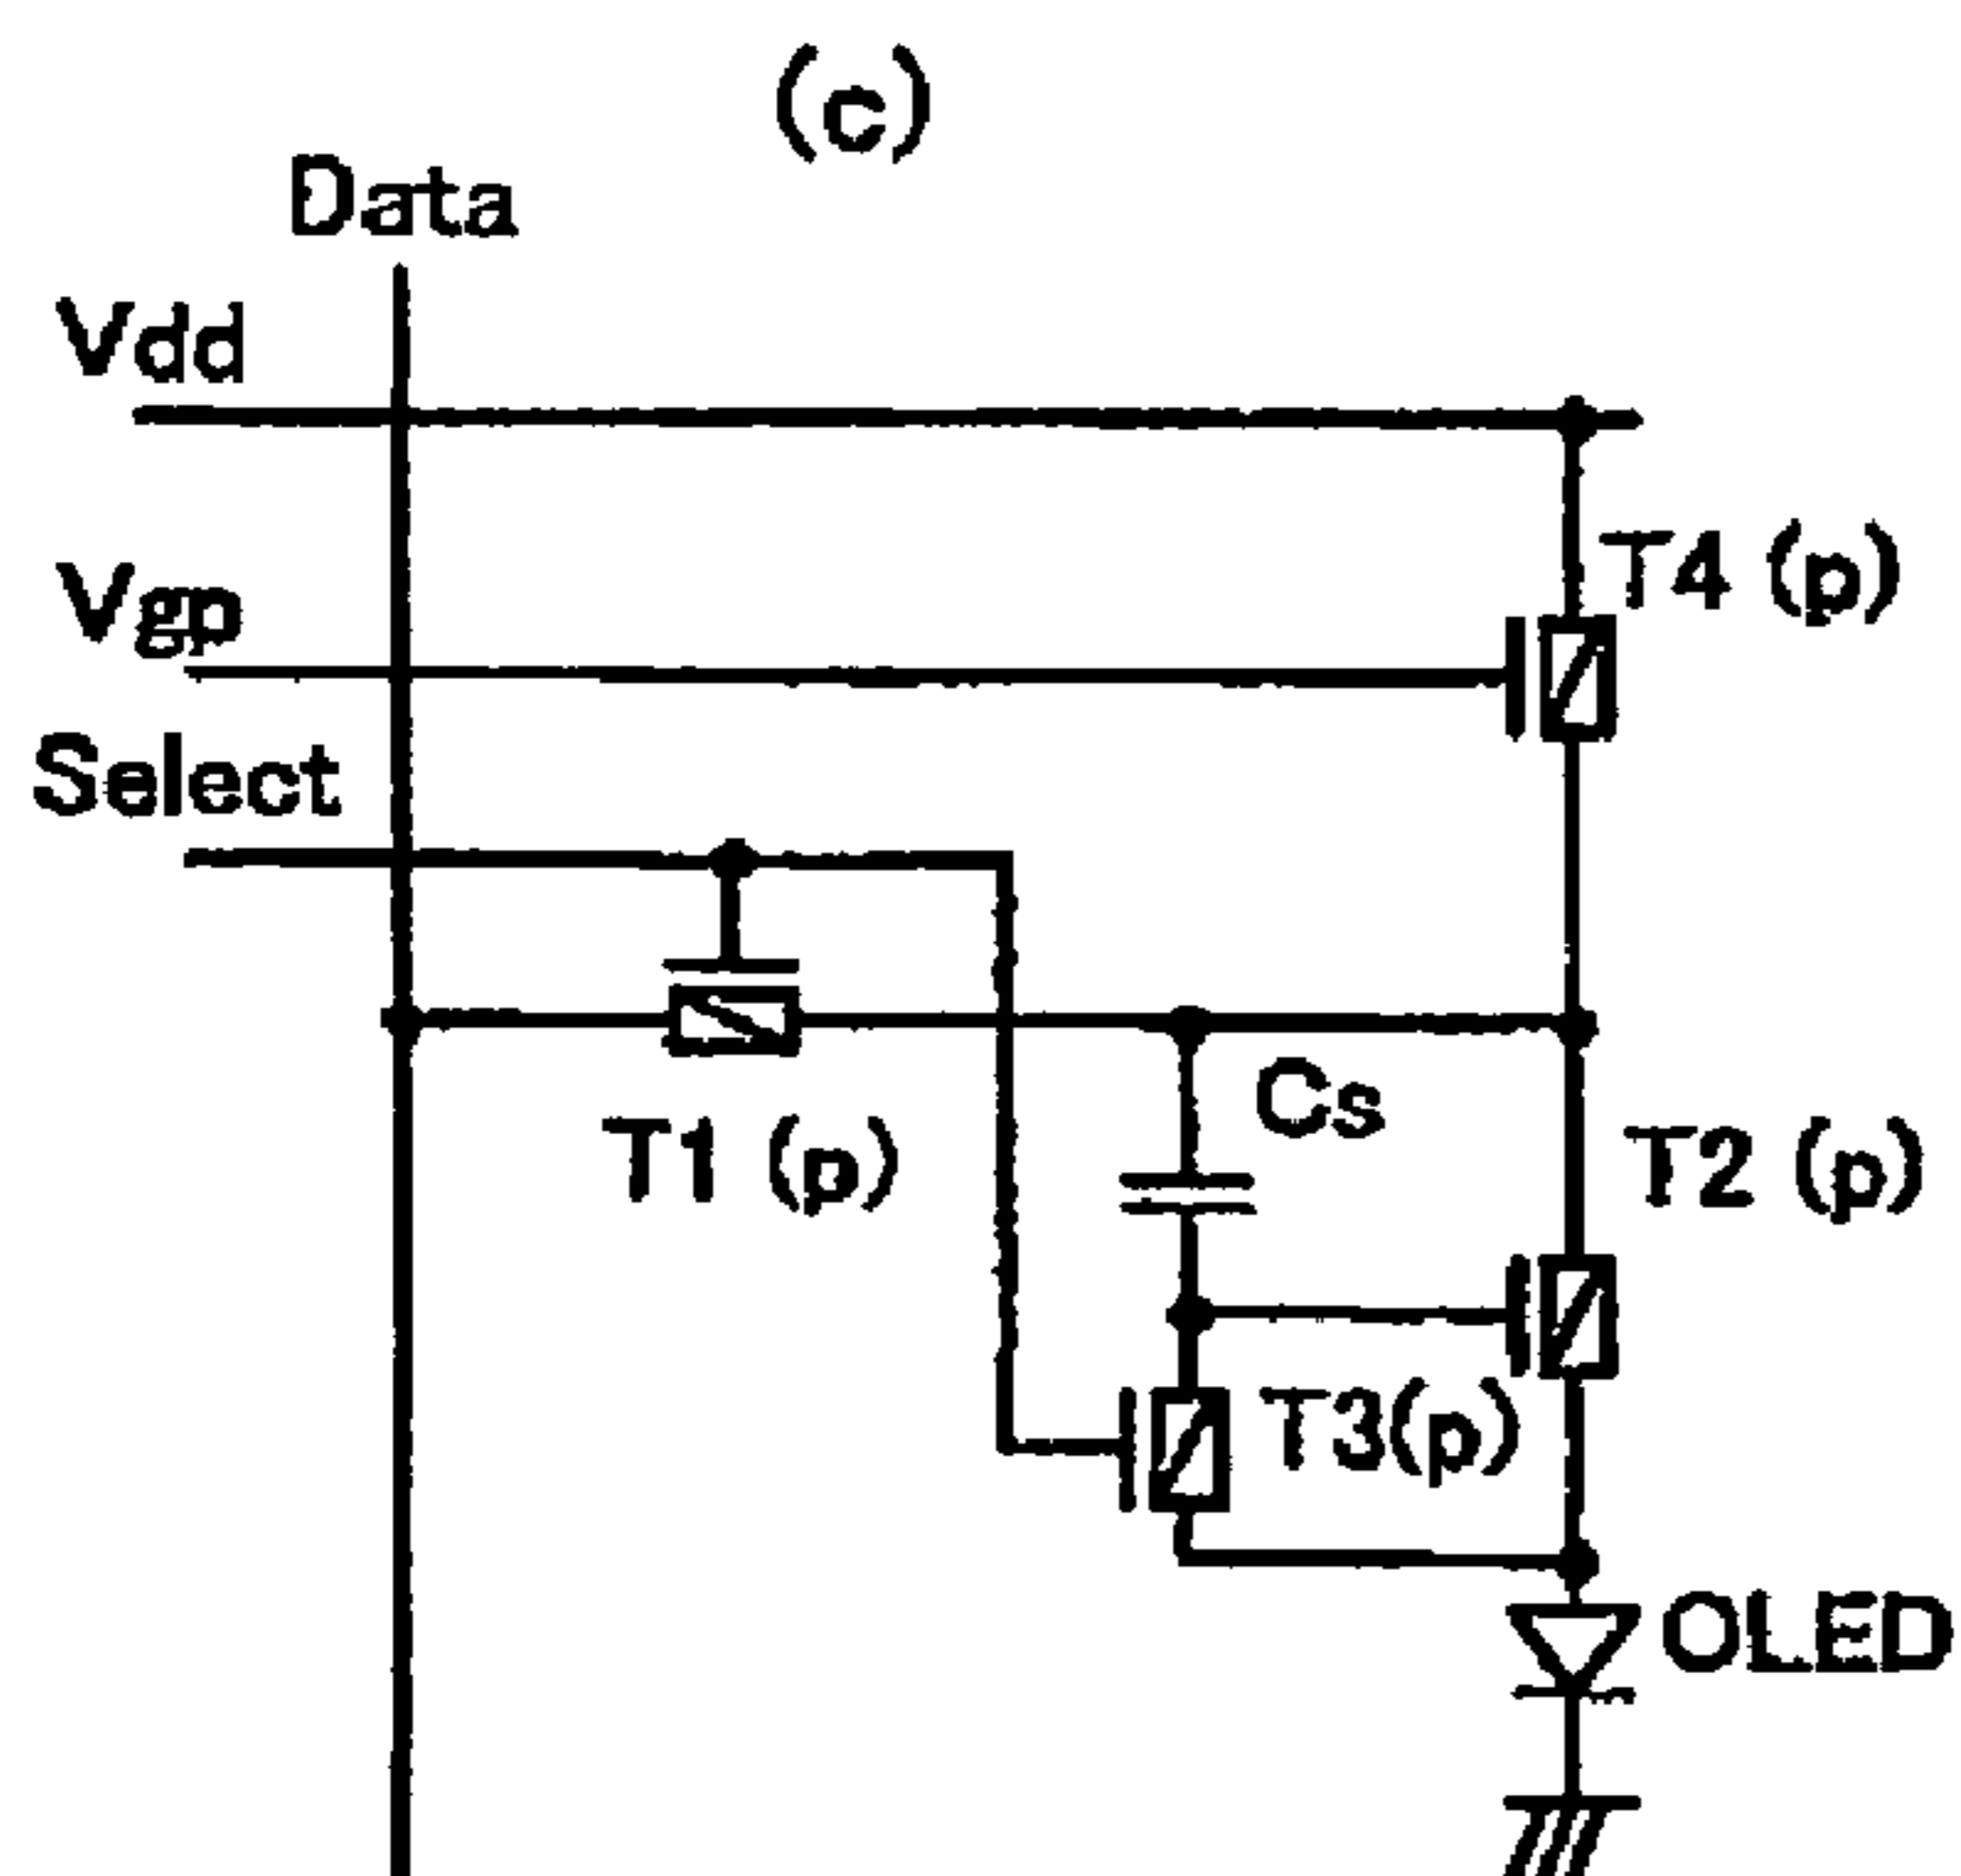 (c)
Data
Vdd
T4 (p)
Vgp
Select
Cs
T1 (p)
T2 (p)
T3(p)
OLED